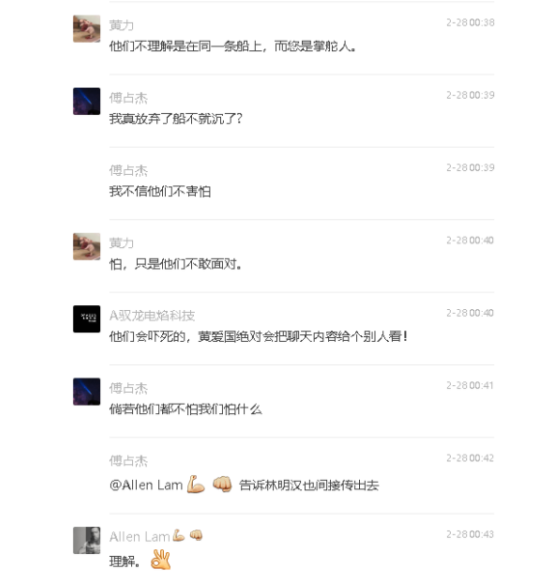 黄力
2-28 00:38
他们不理解是在同一条船上，而您是掌舵人。
傅占杰
2-28 00:39
我真放弃了船不就沉了?
傅占杰
2-28 00:39
我不信他们不害怕
黄力
2-28 00:40
怕，只是他们不敢面对。
A驭龙电焰科技
2-28 00:40
他们会吓死的，黄爱国绝对会把聊天内容给个别人看!
傅占杰
2-28 00:41
倘若他们都不怕我们怕什么
傅占杰
2-28 00:42
@Allen Lam💪 👊 告诉林明汉也间接传出去
Allen Lam💪 👊
2-28 00:43
理解。👌